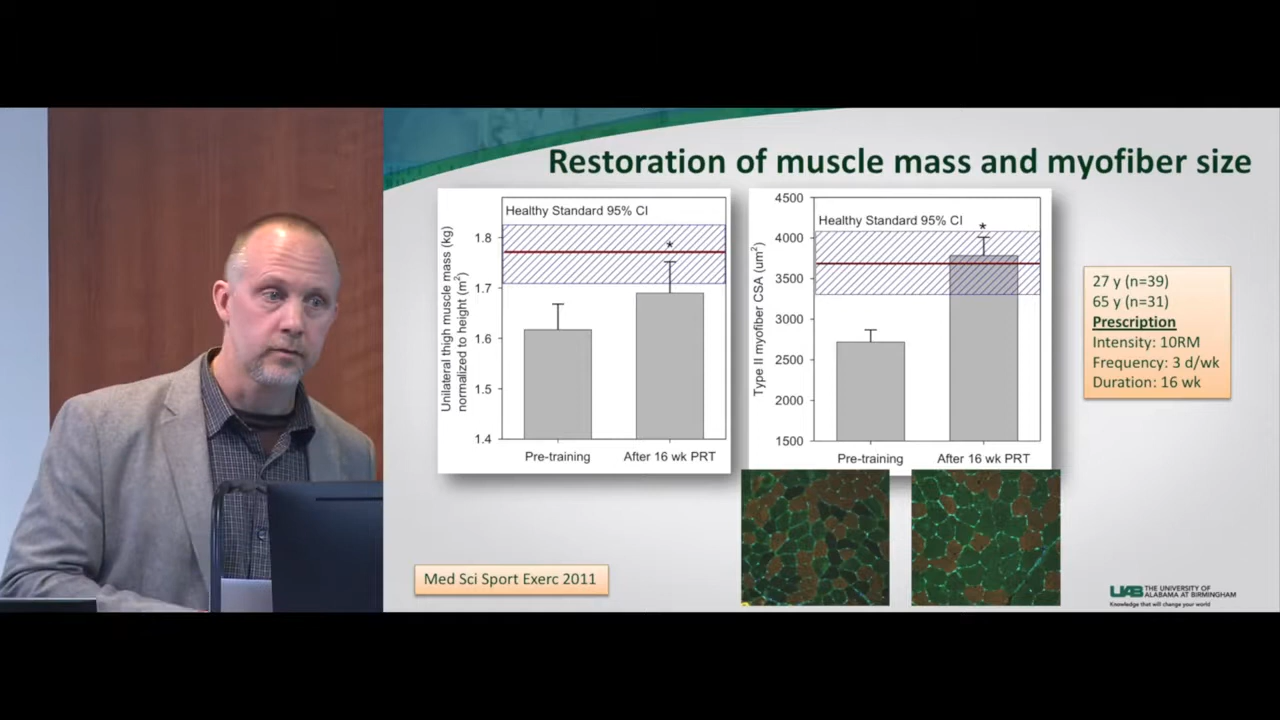 Restoration of muscle mass and myofiber size
Unilateral thigh muscle mass (kg)
normalized to height (m²)
Healthy Standard 95% CI
1.8
1.7
1.6
1.5
1.4
*
Pre-training
After 16 wk PRT
Type II myofiber CSA (um²)
4500
4000
3500
3000
2500
2000
1500
Healthy Standard 95% CI
*
Pre-training
After 16 wk PRT
27 y (n=39)
65 y (n=31)
Prescription
Intensity: 10RM
Frequency: 3 d/wk
Duration: 16 wk
Med Sci Sport Exerc 2011
UAB THE UNIVERSITY OF
ALABAMA AT BIRMINGHAM
Knowledge that will change your world